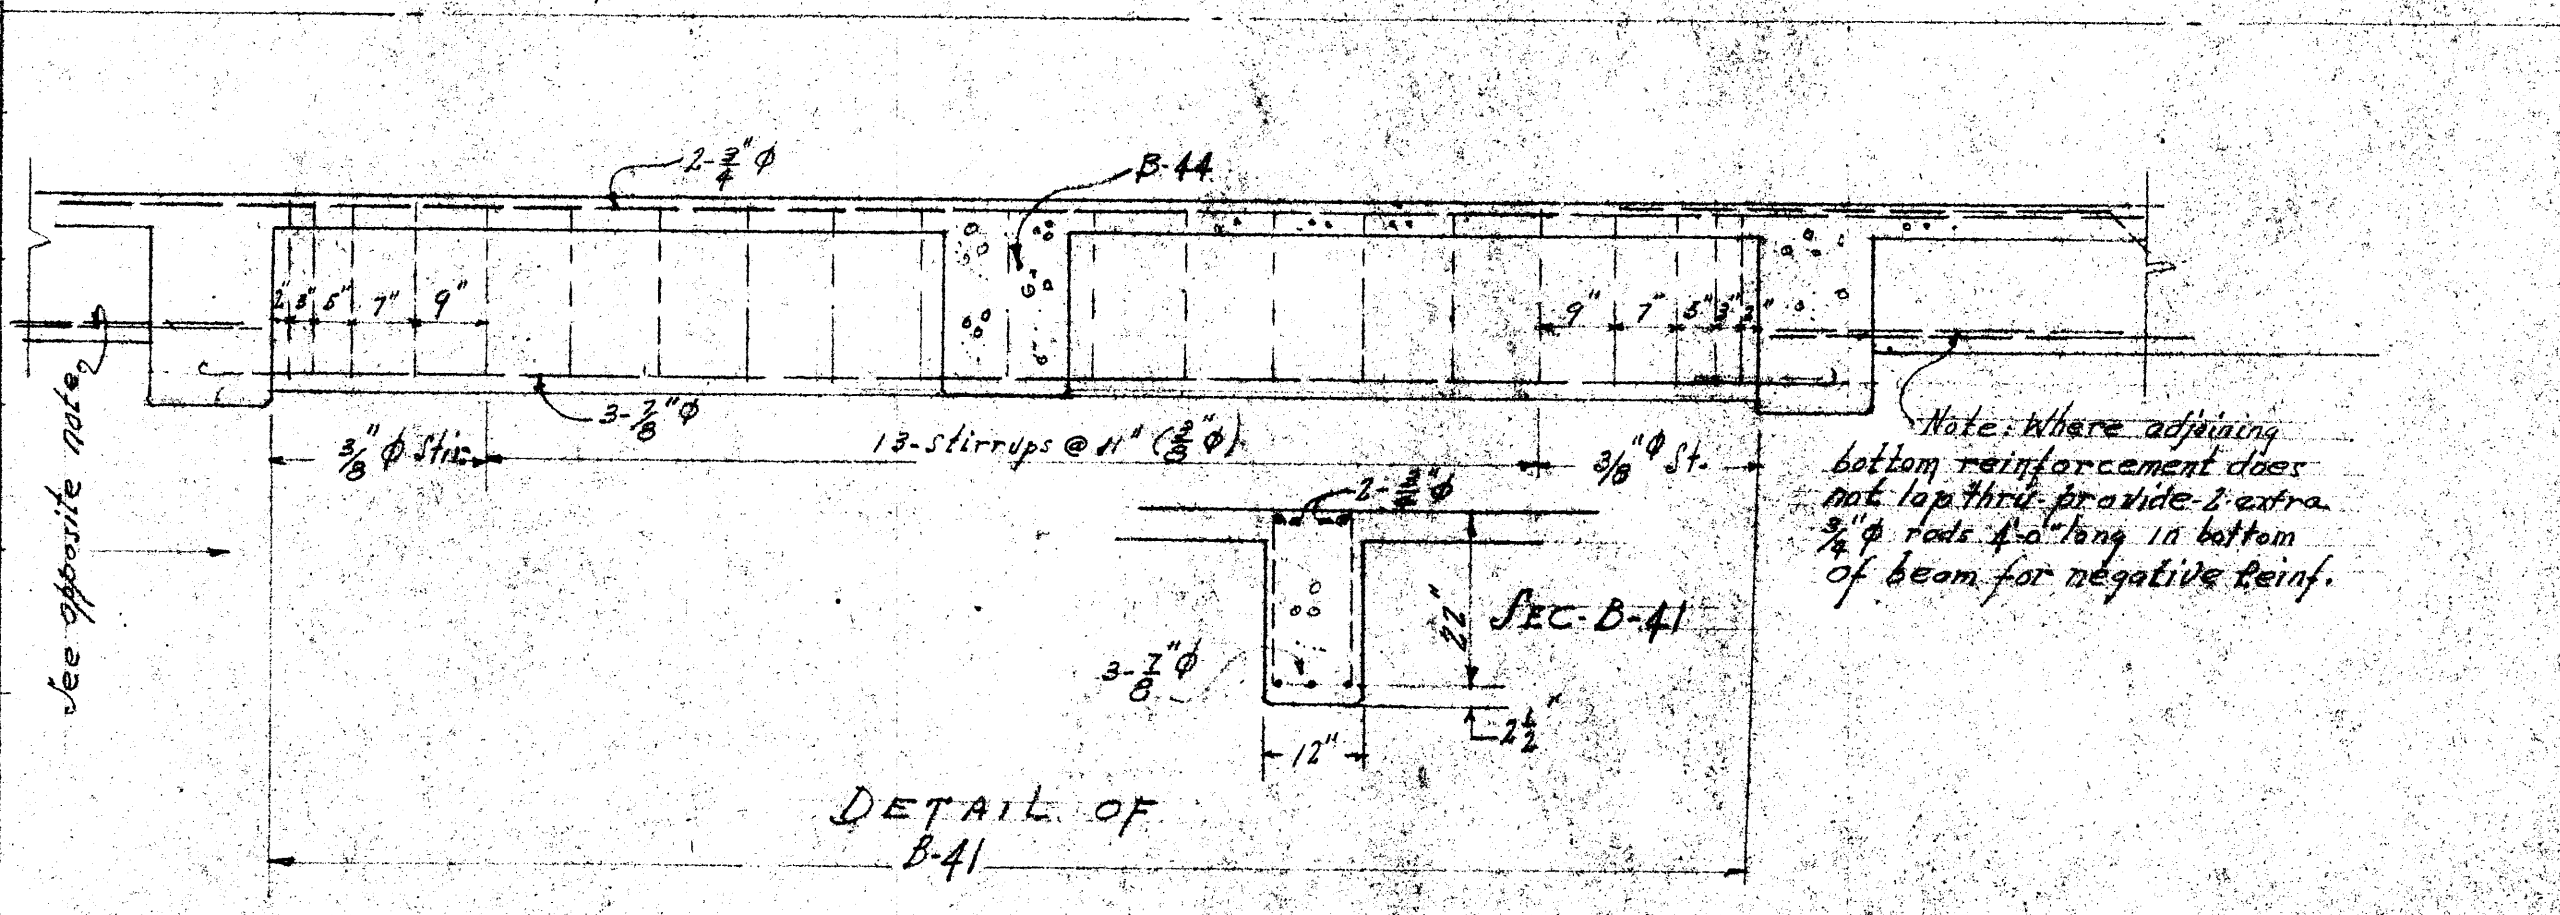 2-3/4"φ
B-44
2" 3" 5" 7" 9"
9" 7" 5" 3" 2"
3-7/8"φ
3/8"φ Stir.
13-stirrups @ 11" (3/8"φ)
3/8"φ St.
See opposite note
Note: Where adjoining
bottom reinforcement does
not lap thru provide-2-extra
3/4"φ rods 4'-0" long in bottom
of beam for negative Reinf.
2-3/4"φ
22"
SEC-B-41
3-7/8"φ
2 1/2"
12"
DETAIL OF
B-41